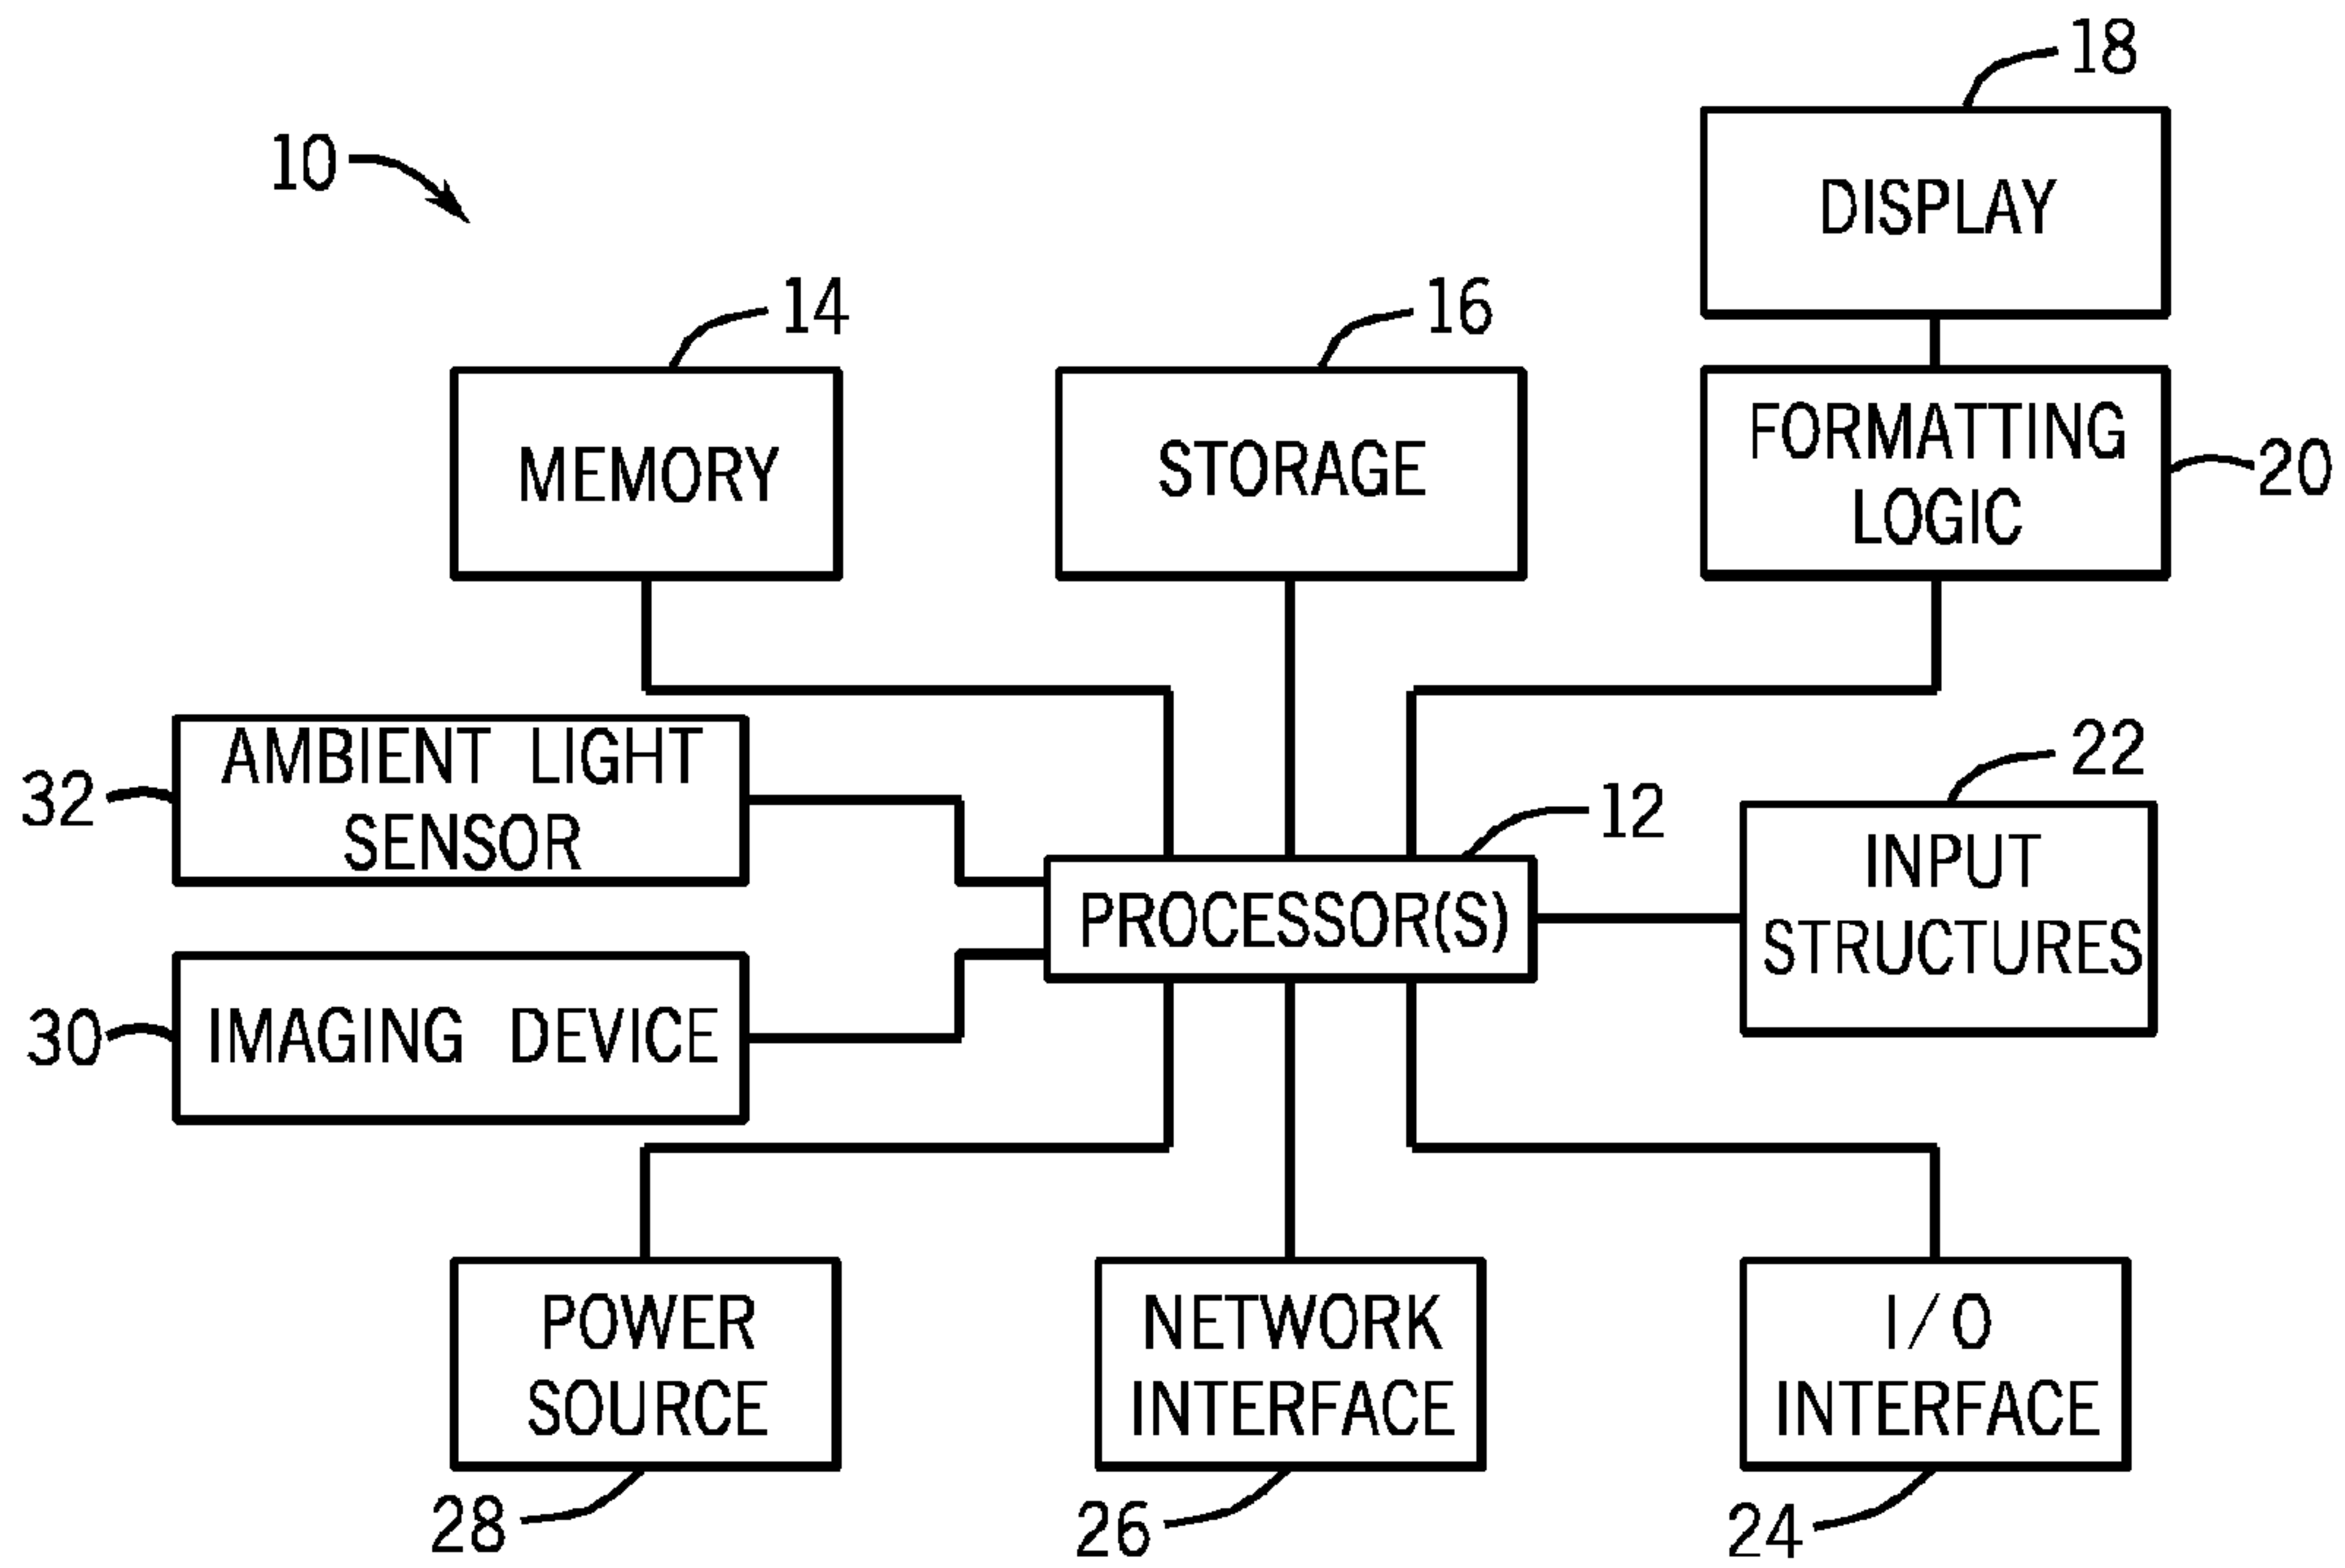 18
10
DISPLAY
14
16
MEMORY
STORAGE
FORMATTING
LOGIC
20
AMBIENT LIGHT
SENSOR
32
22
12
INPUT
STRUCTURES
PROCESSOR(S)
30
IMAGING DEVICE
POWER
SOURCE
NETWORK
INTERFACE
I/O
INTERFACE
28
26
24